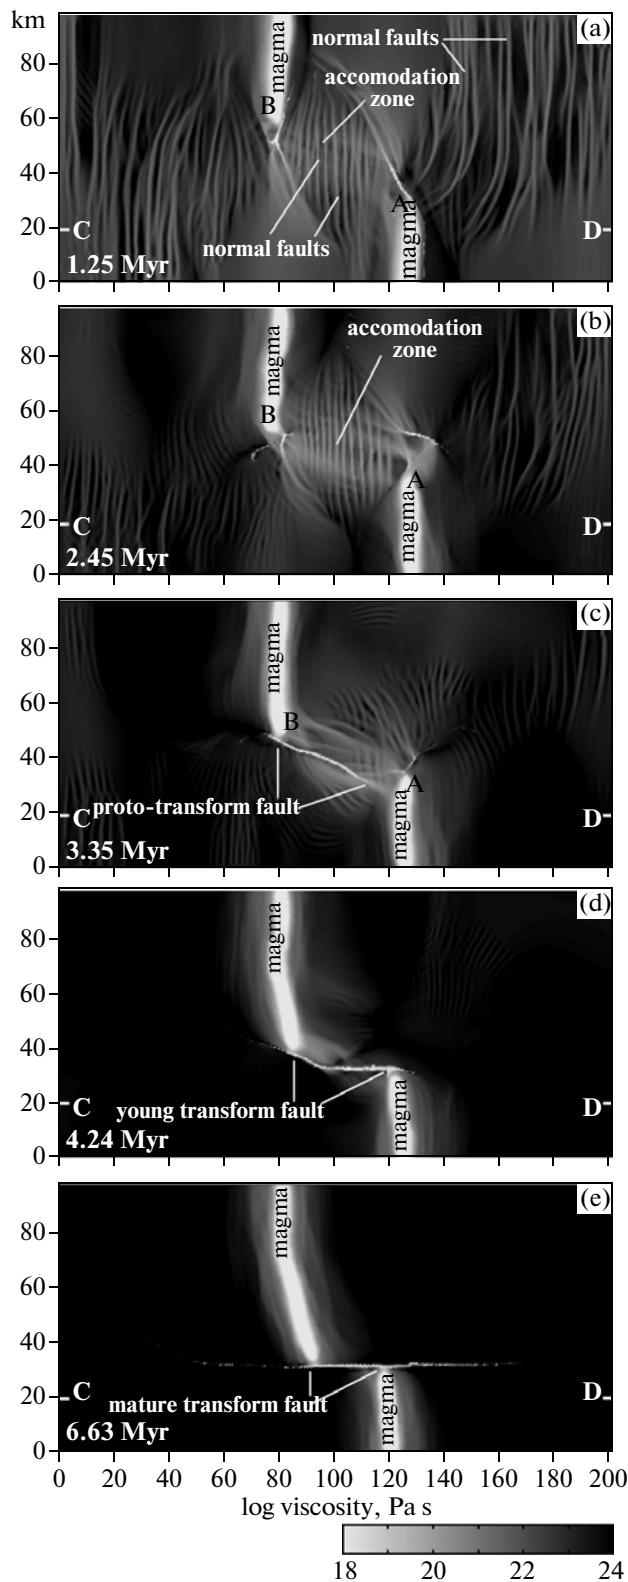 km
(a)
normal faults
magma
accomodation
zone
B
80
60
40
A
magma
20
C
D
normal faults
1.25 Myr
0
(b)
accomodation
zone
magma
80
B
60
40
A
magma
20
C
D
2.45 Myr
0
(c)
magma
80
B
60
40
A
proto-transform fault
magma
20
C
D
3.35 Myr
0
(d)
magma
80
60
40
young transform fault
magma
20
C
D
4.24 Myr
0
(e)
magma
80
60
40
mature transform fault
magma
20
C
D
6.63 Myr
0
0 20 40 60 80 100 120 140 160 180 200
log viscosity, Pa s
18 20 22 24